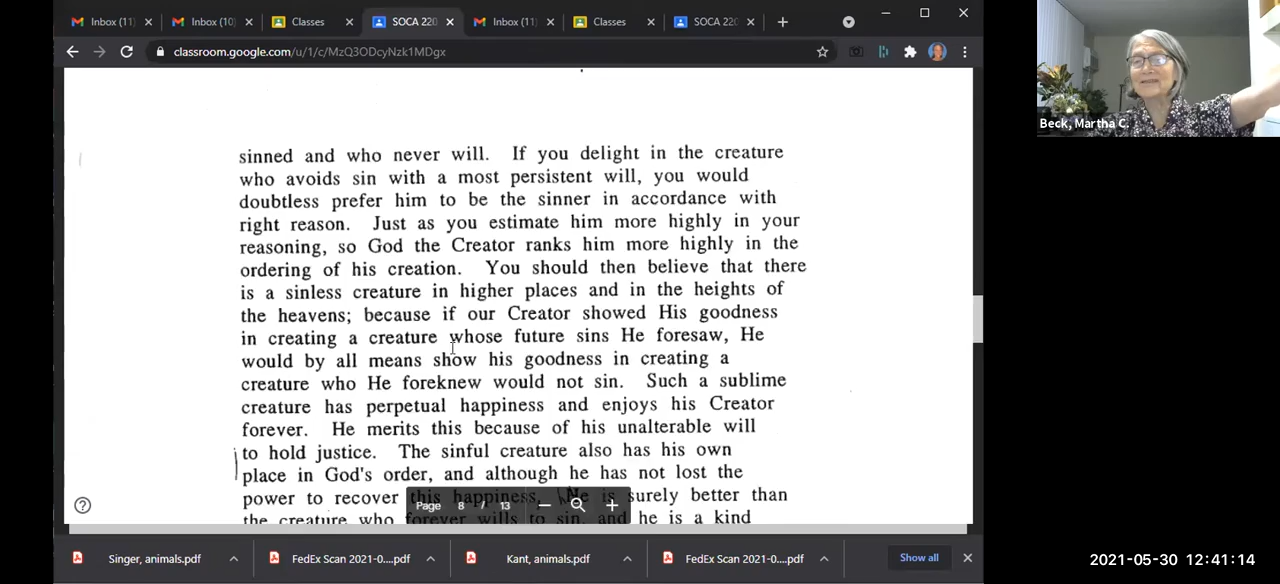 Inbox (11)
Inbox (10)
Classes
SOCA 220
Inbox (11)
Classes
SOCA 220
classroom.google.com/u/1/c/MzQ3ODcyNzk1MDgx
Beck, Martha C.
sinned and who never will. If you delight in the creature
who avoids sin with a most persistent will, you would
doubtless prefer him to be the sinner in accordance with
right reason. Just as you estimate him more highly in your
reasoning, so God the Creator ranks him more highly in the
ordering of his creation. You should then believe that there
is a sinless creature in higher places and in the heights of
the heavens; because if our Creator showed His goodness
in creating a creature whose future sins He foresaw, He
would by all means show his goodness in creating a
creature who He foreknew would not sin. Such a sublime
creature has perpetual happiness and enjoys his Creator
forever. He merits this because of his unalterable will
to hold justice. The sinful creature also has his own
place in God's order, and although he has not lost the
power to recover this happiness, He is surely better than
the creature who forever wills to sin, and he is a kind
Page 8 / 13
Singer, animals.pdf
FedEx Scan 2021-0....pdf
Kant, animals.pdf
FedEx Scan 2021-0....pdf
Show all
2021-05-30 12:41:14